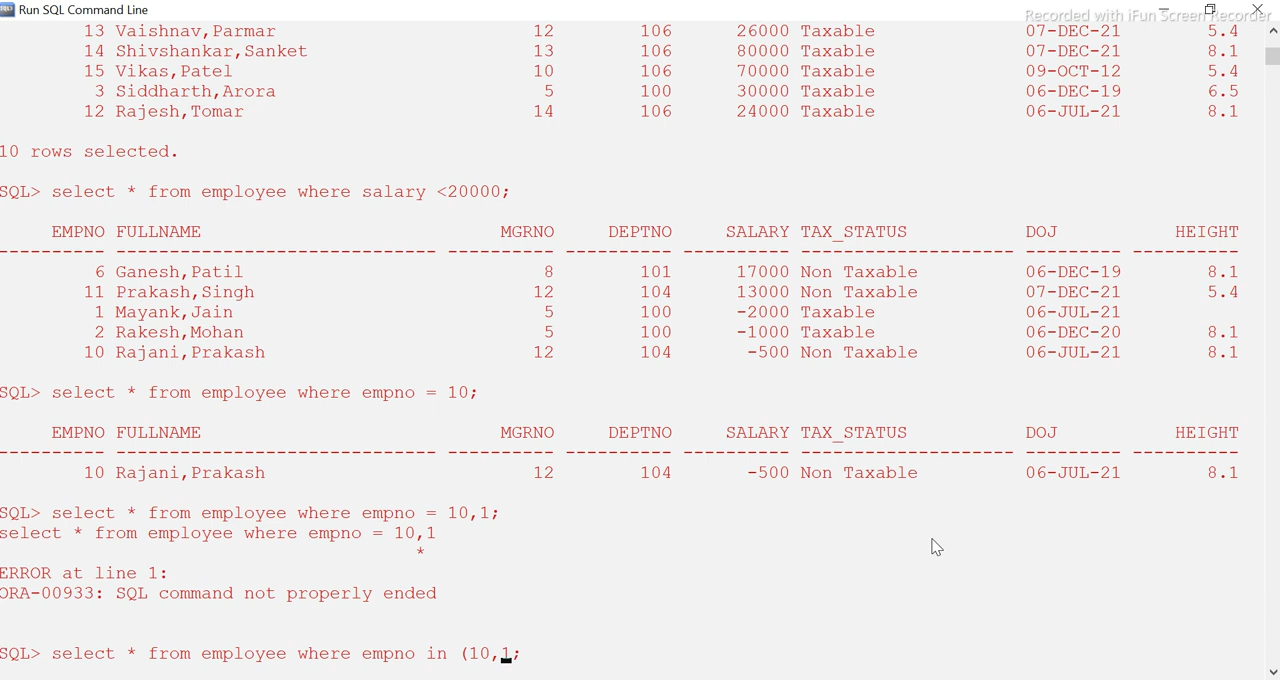 Run SQL Command Line
Recorded with iFun Screen Recorder
13 Vaishnav,Parmar 12 106 26000 Taxable 07-DEC-21 5.4
14 Shivshankar,Sanket 13 106 80000 Taxable 07-DEC-21 8.1
15 Vikas,Patel 10 106 70000 Taxable 09-OCT-12 5.4
3 Siddharth,Arora 5 100 30000 Taxable 06-DEC-19 6.5
12 Rajesh,Tomar 14 106 24000 Taxable 06-JUL-21 8.1
10 rows selected.
SQL> select * from employee where salary <20000;
EMPNO FULLNAME MGRNO DEPTNO SALARY TAX_STATUS DOJ HEIGHT
---------- ------------------------------ ---------- ---------- ---------- -------------------- --------- ----------
6 Ganesh,Patil 8 101 17000 Non Taxable 06-DEC-19 8.1
11 Prakash,Singh 12 104 13000 Non Taxable 07-DEC-21 5.4
1 Mayank,Jain 5 100 -2000 Taxable 06-JUL-21
2 Rakesh,Mohan 5 100 -1000 Taxable 06-DEC-20 8.1
10 Rajani,Prakash 12 104 -500 Non Taxable 06-JUL-21 8.1
SQL> select * from employee where empno = 10;
EMPNO FULLNAME MGRNO DEPTNO SALARY TAX_STATUS DOJ HEIGHT
---------- ------------------------------ ---------- ---------- ---------- -------------------- --------- ----------
10 Rajani,Prakash 12 104 -500 Non Taxable 06-JUL-21 8.1
SQL> select * from employee where empno = 10,1;
select * from employee where empno = 10,1
*
ERROR at line 1:
ORA-00933: SQL command not properly ended
SQL> select * from employee where empno in (10,1;